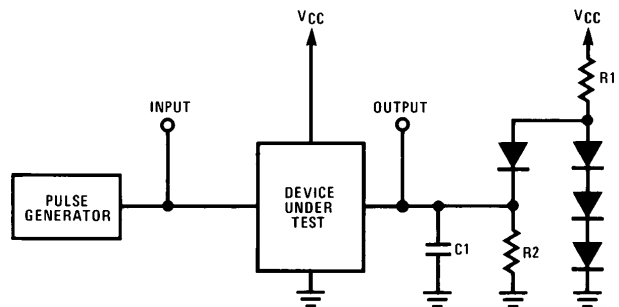 VCC
VCC
R1
INPUT
OUTPUT
PULSE
GENERATOR
DEVICE
UNDER
TEST
C1
R2